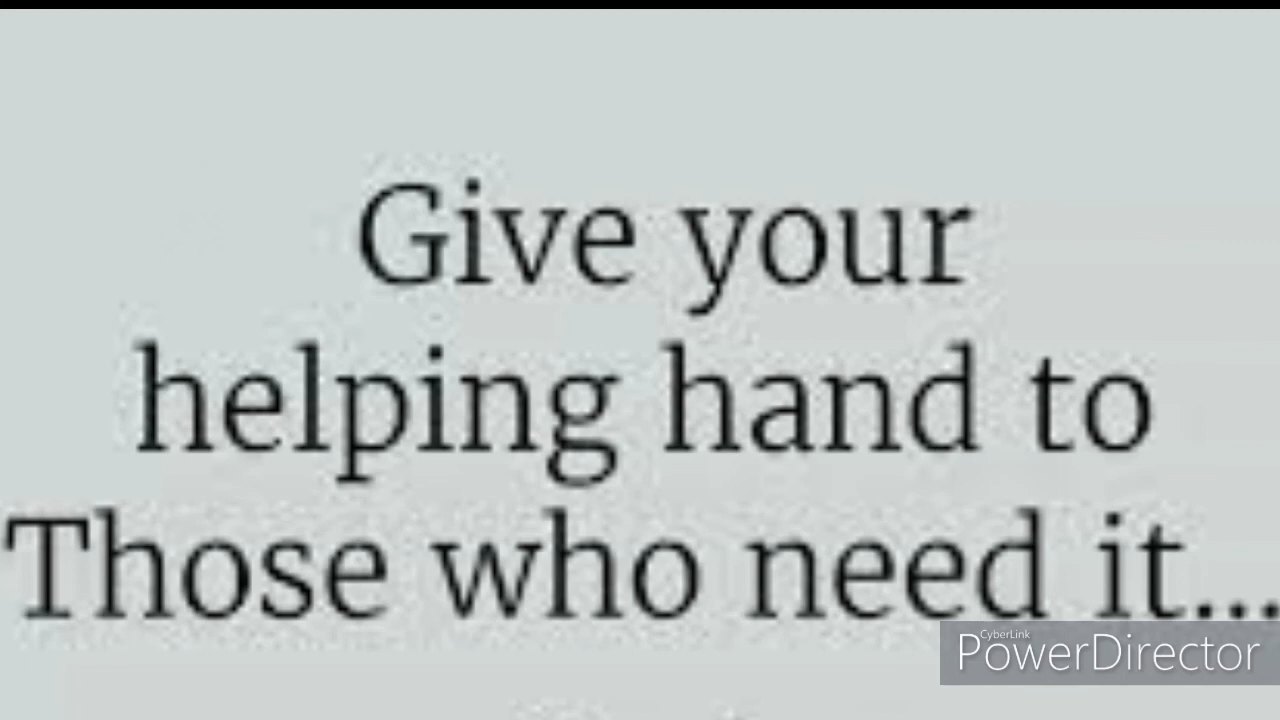 Give your
helping hand to
Those who need it...
CyberLink
PowerDirector